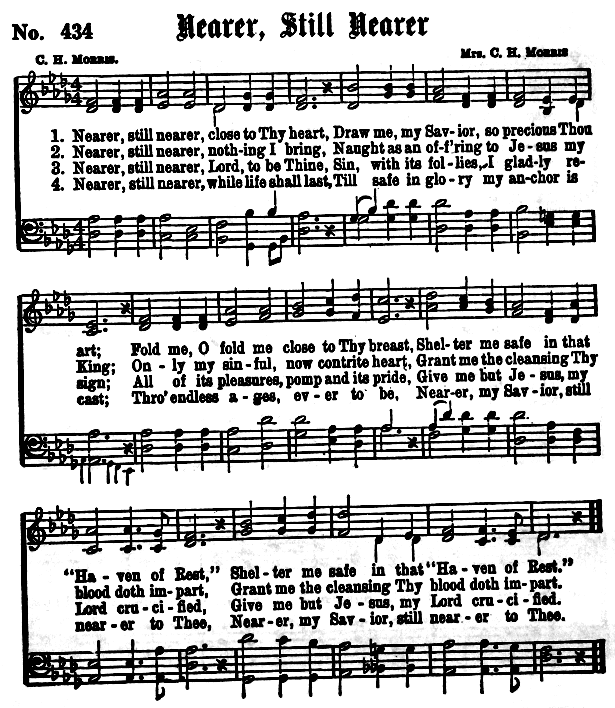 No. 434
Nearer, Still Nearer
C. H. Morris.
Mrs. C. H. Morris
1. Nearer, still nearer, close to Thy heart, Draw me, my Sav-ior, so precious Thou
2. Nearer, still nearer, noth-ing I bring, Naught as an of-f'ring to Je-sus my
3. Nearer, still nearer, Lord, to be Thine, Sin, with its fol-lies, I glad-ly re-
4. Nearer, still nearer, while life shall last, Till safe in glo-ry my an-chor is
art; Fold me, O fold me close to Thy breast, Shel-ter me safe in that
King; On-ly my sin-ful, now contrite heart, Grant me the cleansing Thy
sign; All of its pleasures, pomp and its pride, Give me but Je-sus, my
cast; Thro' endless a-ges, ev-er to be, Near-er, my Sav-ior, still
"Ha-ven of Rest," Shel-ter me safe in that "Ha-ven of Rest."
blood doth im-part, Grant me the cleansing Thy blood doth im-part.
Lord cru-ci-fied, Give me but Je-sus, my Lord cru-ci-fied.
near-er to Thee, Near-er, my Sav-ior, still near-er to Thee.